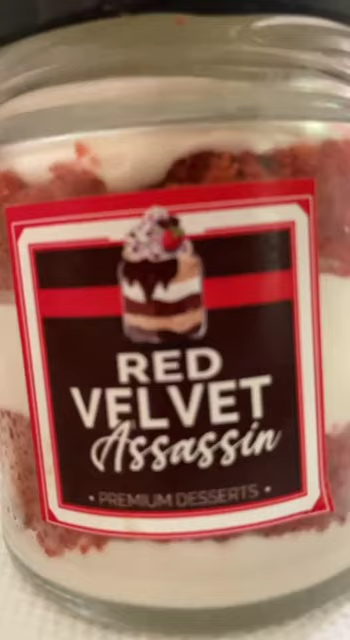 RED
VELVET
Assassin
• PREMIUM DESSERTS •